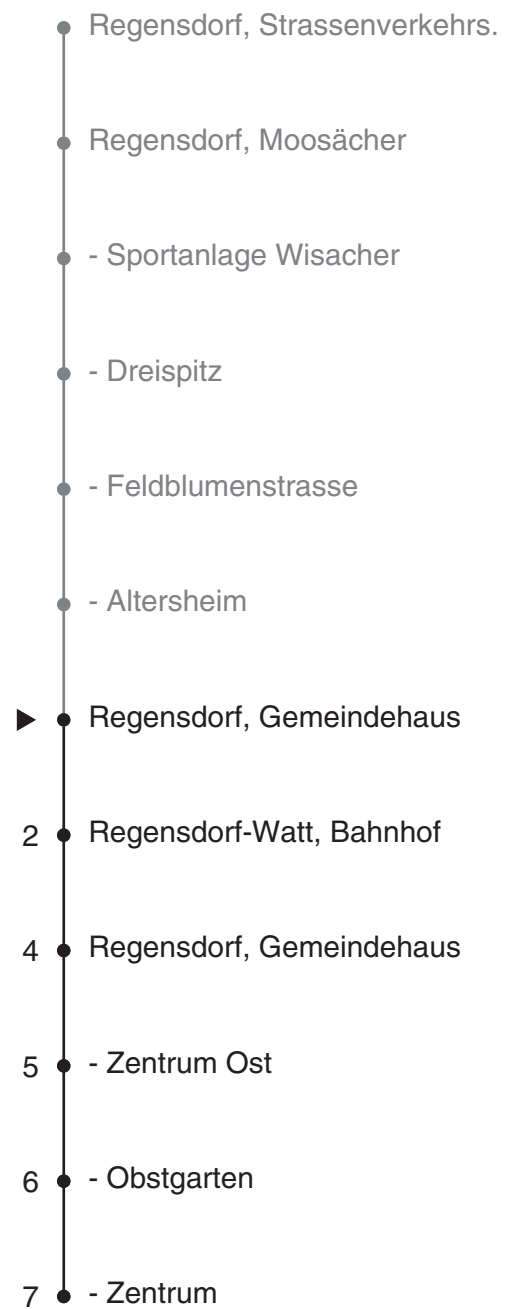 Regensdorf, Strassenverkehrs.
Regensdorf, Moosächer
- Sportanlage Wisacher
- Dreispitz
- Feldblumenstrasse
- Altersheim
Regensdorf, Gemeindehaus
2 Regensdorf-Watt, Bahnhof
4 Regensdorf, Gemeindehaus
5 - Zentrum Ost
6 - Obstgarten
7 - Zentrum